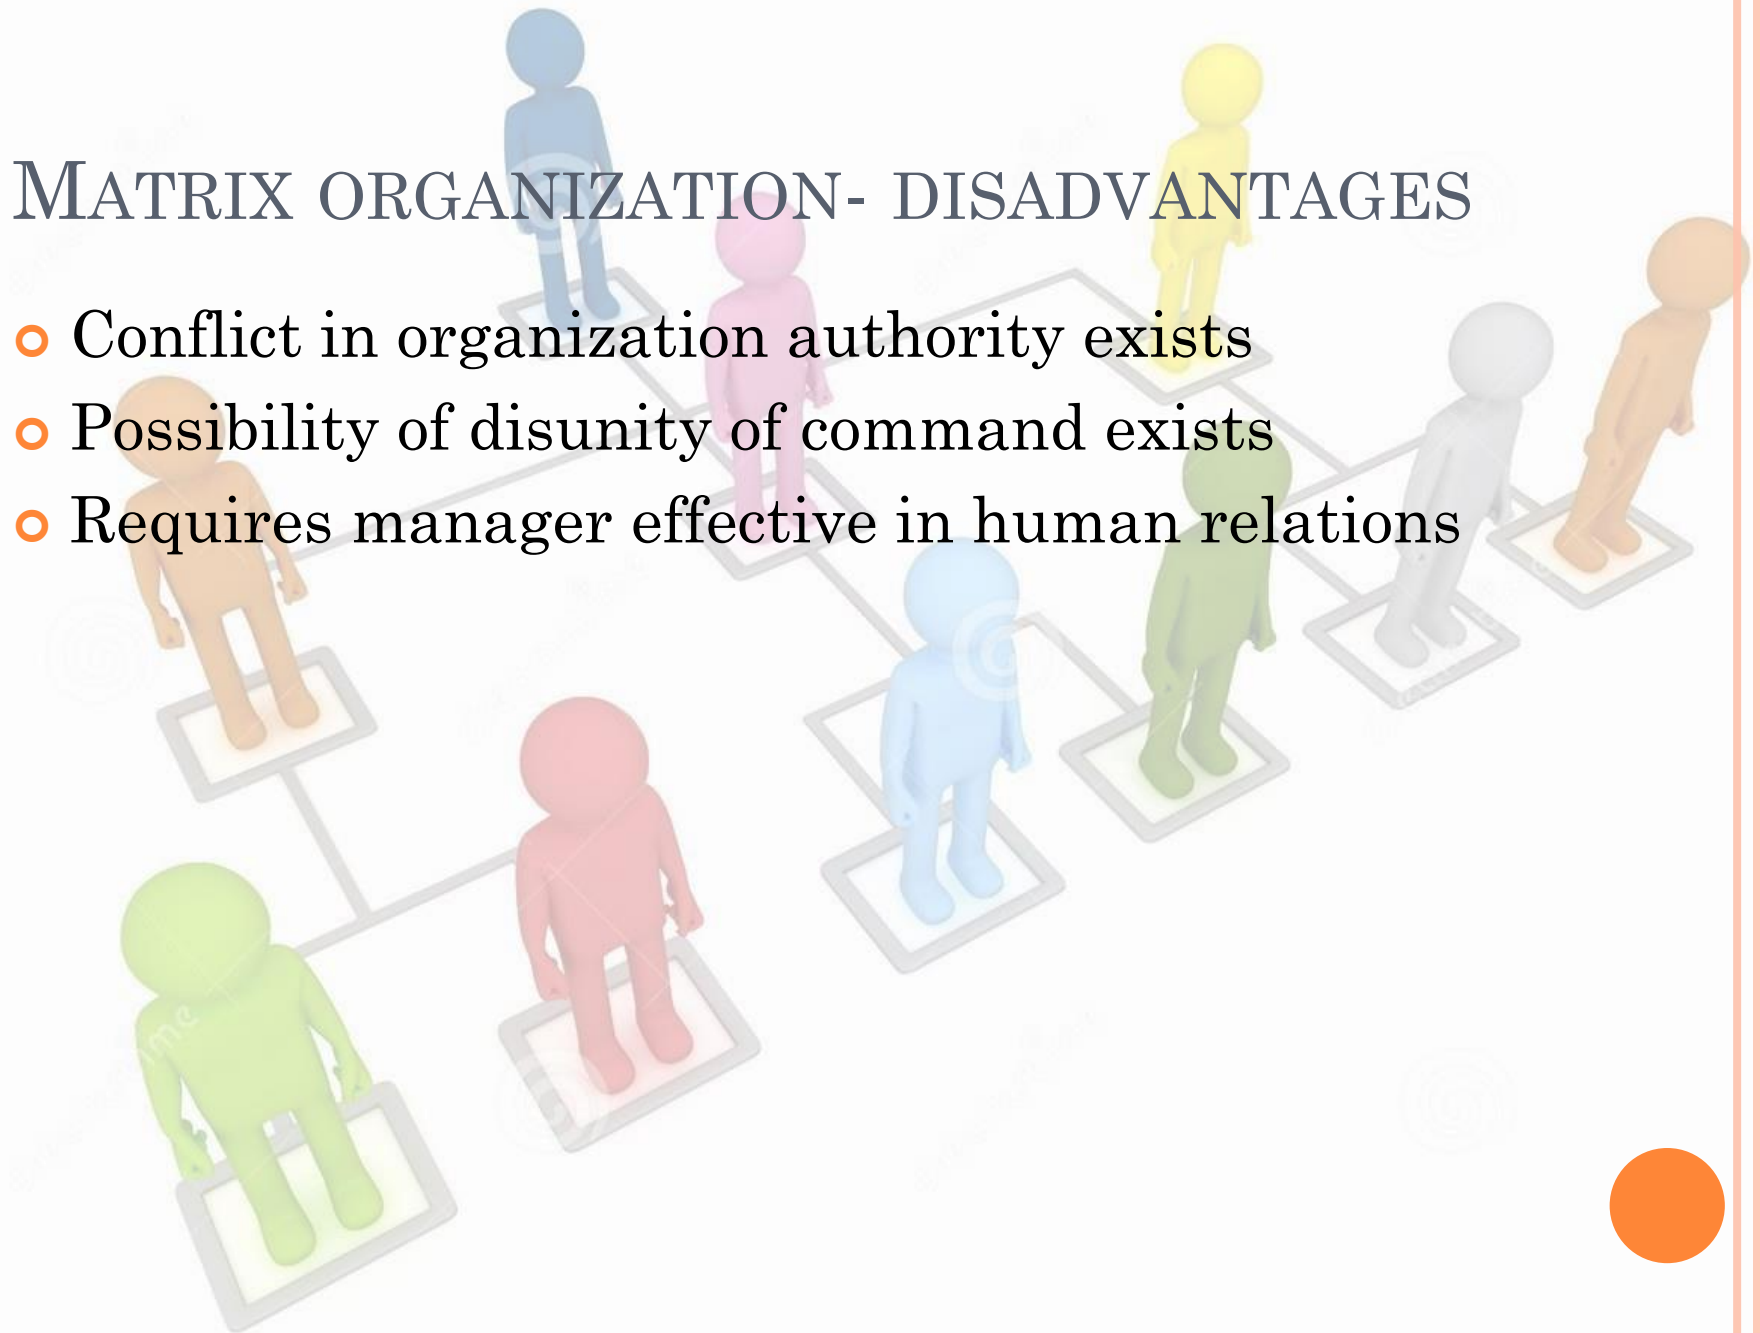 MATRIX ORGANIZATION- DISADVANTAGES
Conflict in organization authority exists
Possibility of disunity of command exists
Requires manager effective in human relations